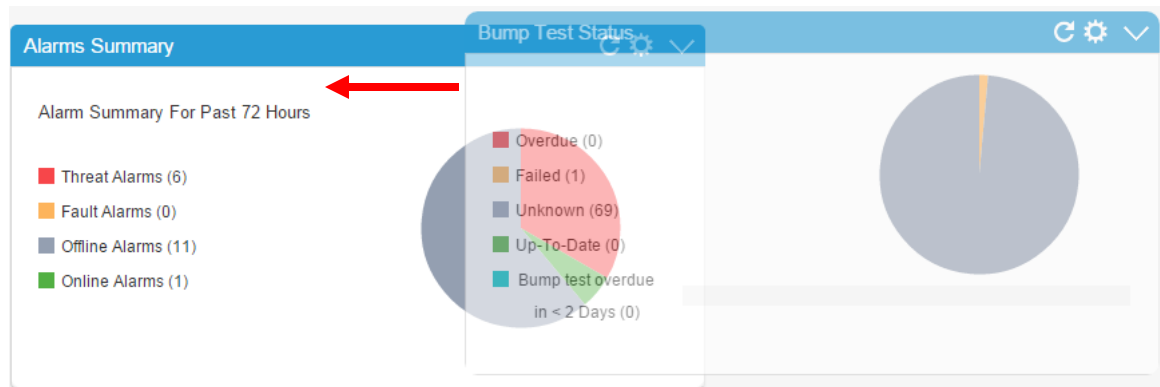 Alarms Summary
Alarm Summary For Past 72 Hours
Threat Alarms (6)
Fault Alarms (0)
Offline Alarms (11)
Online Alarms (1)
Bump Test Status
Overdue (0)
Failed (1)
Unknown (69)
Up-To-Date (0)
Bump test overdue
in < 2 Days (0)